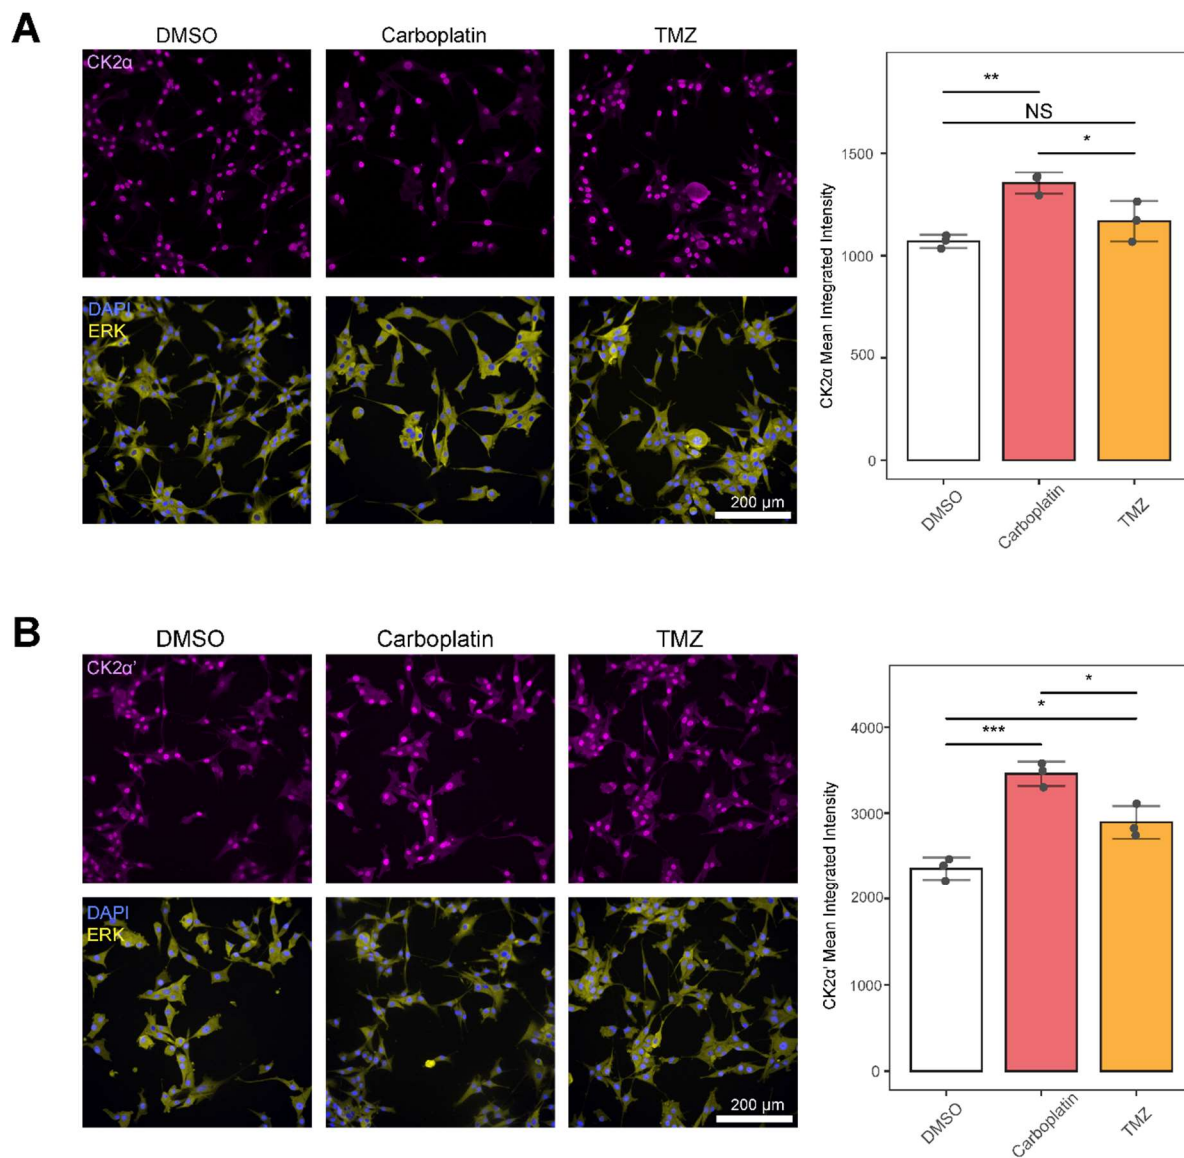 A
DMSO
Carboplatin
TMZ
CK2α
DAPI
ERK
200 μm
**
NS
*
1500
1000
500
0
CK2α Mean Integrated Intensity
DMSO
Carboplatin
TMZ
B
DMSO
Carboplatin
TMZ
CK2α’
DAPI
ERK
200 μm
*
*
***
4000
3000
2000
1000
0
CK2α' Mean Integrated Intensity
DMSO
Carboplatin
TMZ